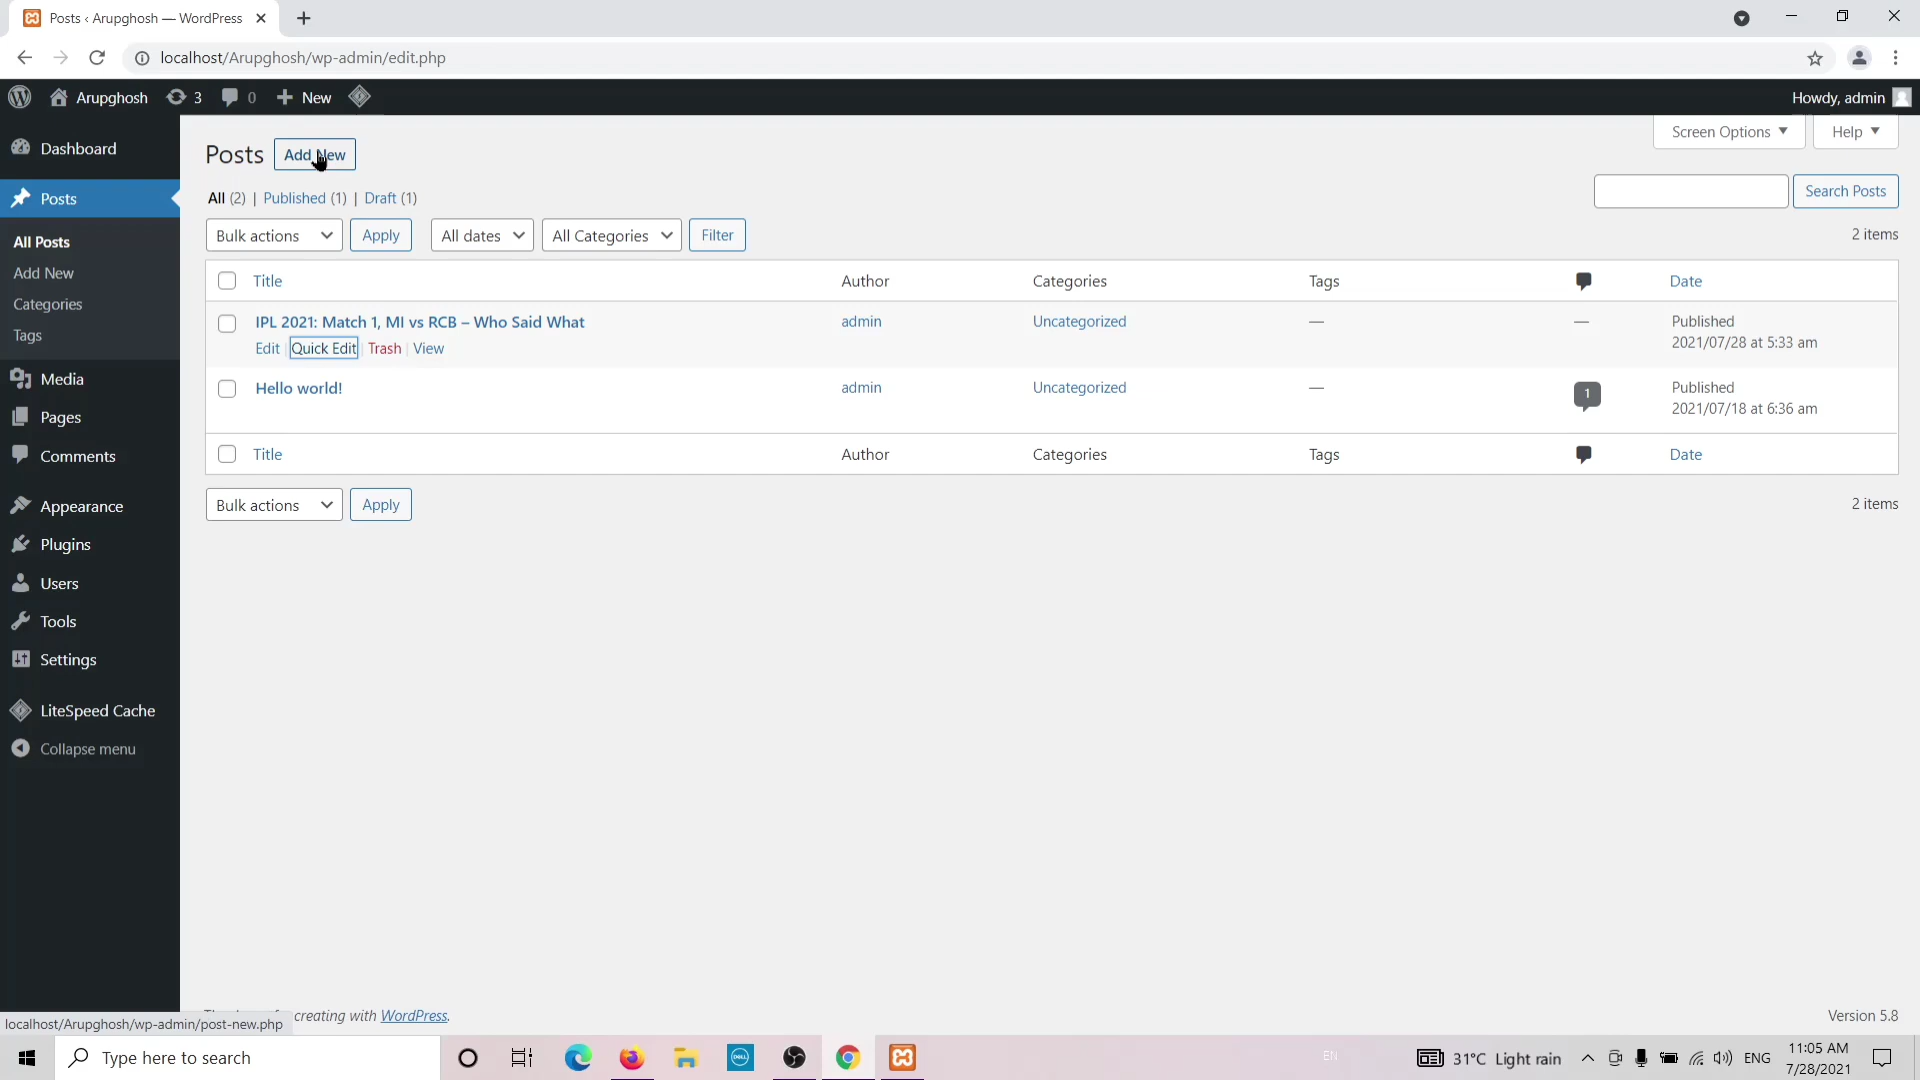 Posts ‹ Arupghosh — WordPress
localhost/Arupghosh/wp-admin/edit.php
Arupghosh 3 0 New Howdy, admin
Screen Options Help
Dashboard
Posts
All Posts
Add New
Categories
Tags
Media
Pages
Comments
Appearance
Plugins
Users
Tools
Settings
LiteSpeed Cache
Collapse menu
Posts Add New
All (2) | Published (1) | Draft (1)
Search Posts
Bulk actions Apply All dates All Categories Filter 2 items
Title Author Categories Tags Date
IPL 2021: Match 1, MI vs RCB – Who Said What admin Uncategorized — — Published
Edit | Quick Edit | Trash | View 2021/07/28 at 5:33 am
Hello world! admin Uncategorized — 1 Published
2021/07/18 at 6:36 am
Title Author Categories Tags Date
Bulk actions Apply 2 items
creating with WordPress. Version 5.8
localhost/Arupghosh/wp-admin/post-new.php
Type here to search DELL EN 31°C Light rain ENG 11:05 AM
7/28/2021